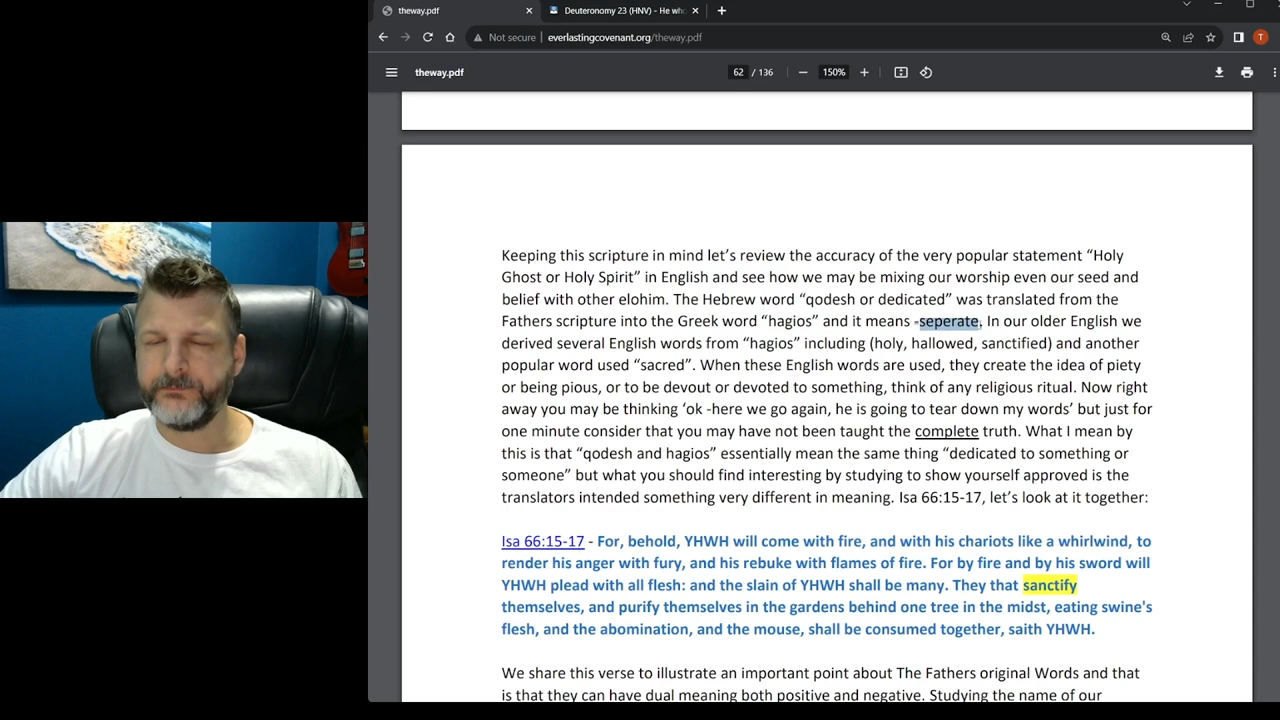 theway.pdf
Deuteronomy 23 (HNV) - He who
Not secure
everlastingcovenant.org/theway.pdf
T
theway.pdf
62 / 136
150%
Keeping this scripture in mind let’s review the accuracy of the very popular statement “Holy
Ghost or Holy Spirit” in English and see how we may be mixing our worship even our seed and
belief with other elohim. The Hebrew word “qodesh or dedicated” was translated from the
Fathers scripture into the Greek word “hagios” and it means -seperate. In our older English we
derived several English words from “hagios” including (holy, hallowed, sanctified) and another
popular word used “sacred”. When these English words are used, they create the idea of piety
or being pious, or to be devout or devoted to something, think of any religious ritual. Now right
away you may be thinking ‘ok -here we go again, he is going to tear down my words’ but just for
one minute consider that you may have not been taught the complete truth. What I mean by
this is that “qodesh and hagios” essentially mean the same thing “dedicated to something or
someone” but what you should find interesting by studying to show yourself approved is the
translators intended something very different in meaning. Isa 66:15-17, let’s look at it together:
Isa 66:15-17 - For, behold, YHWH will come with fire, and with his chariots like a whirlwind, to
render his anger with fury, and his rebuke with flames of fire. For by fire and by his sword will
YHWH plead with all flesh: and the slain of YHWH shall be many. They that sanctify
themselves, and purify themselves in the gardens behind one tree in the midst, eating swine's
flesh, and the abomination, and the mouse, shall be consumed together, saith YHWH.
We share this verse to illustrate an important point about The Fathers original Words and that
is that they can have dual meaning both positive and negative. Studying the name of our